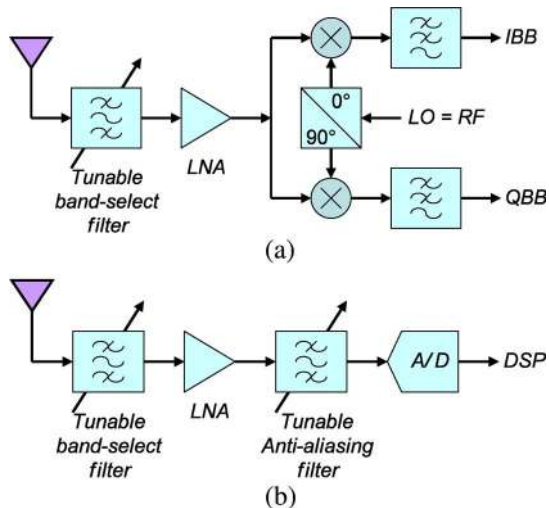 IBB
0°
90°
LO = RF
LNA
Tunable
band-select
filter
QBB
(a)
A/D
DSP
LNA
Tunable
band-select
filter
Tunable
Anti-aliasing
filter
(b)